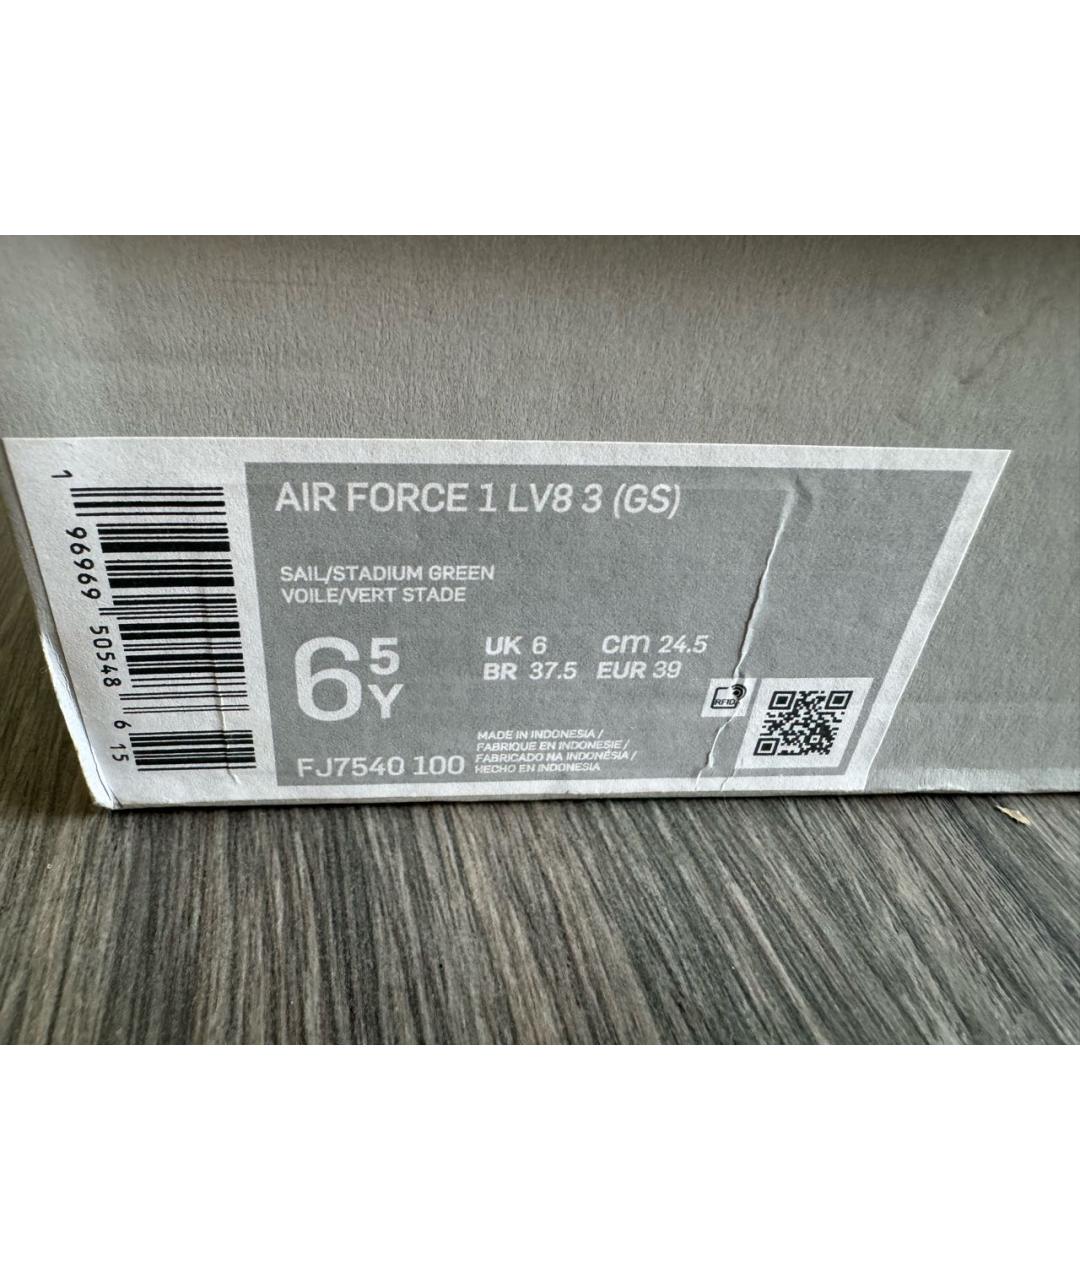 AIR FORCE 1 LV8 3 (GS)
SAIL/STADIUM GREEN
VOILE/VERT STADE
6 5 Y
UK 6 cm 24.5
BR 37.5 EUR 39
RFID
MADE IN INDONESIA /
FABRIQUE EN INDONESIE /
FABRICADO NA INDONÉSIA /
HECHO EN INDONESIA
FJ7540 100
1 96969 50548 6 15